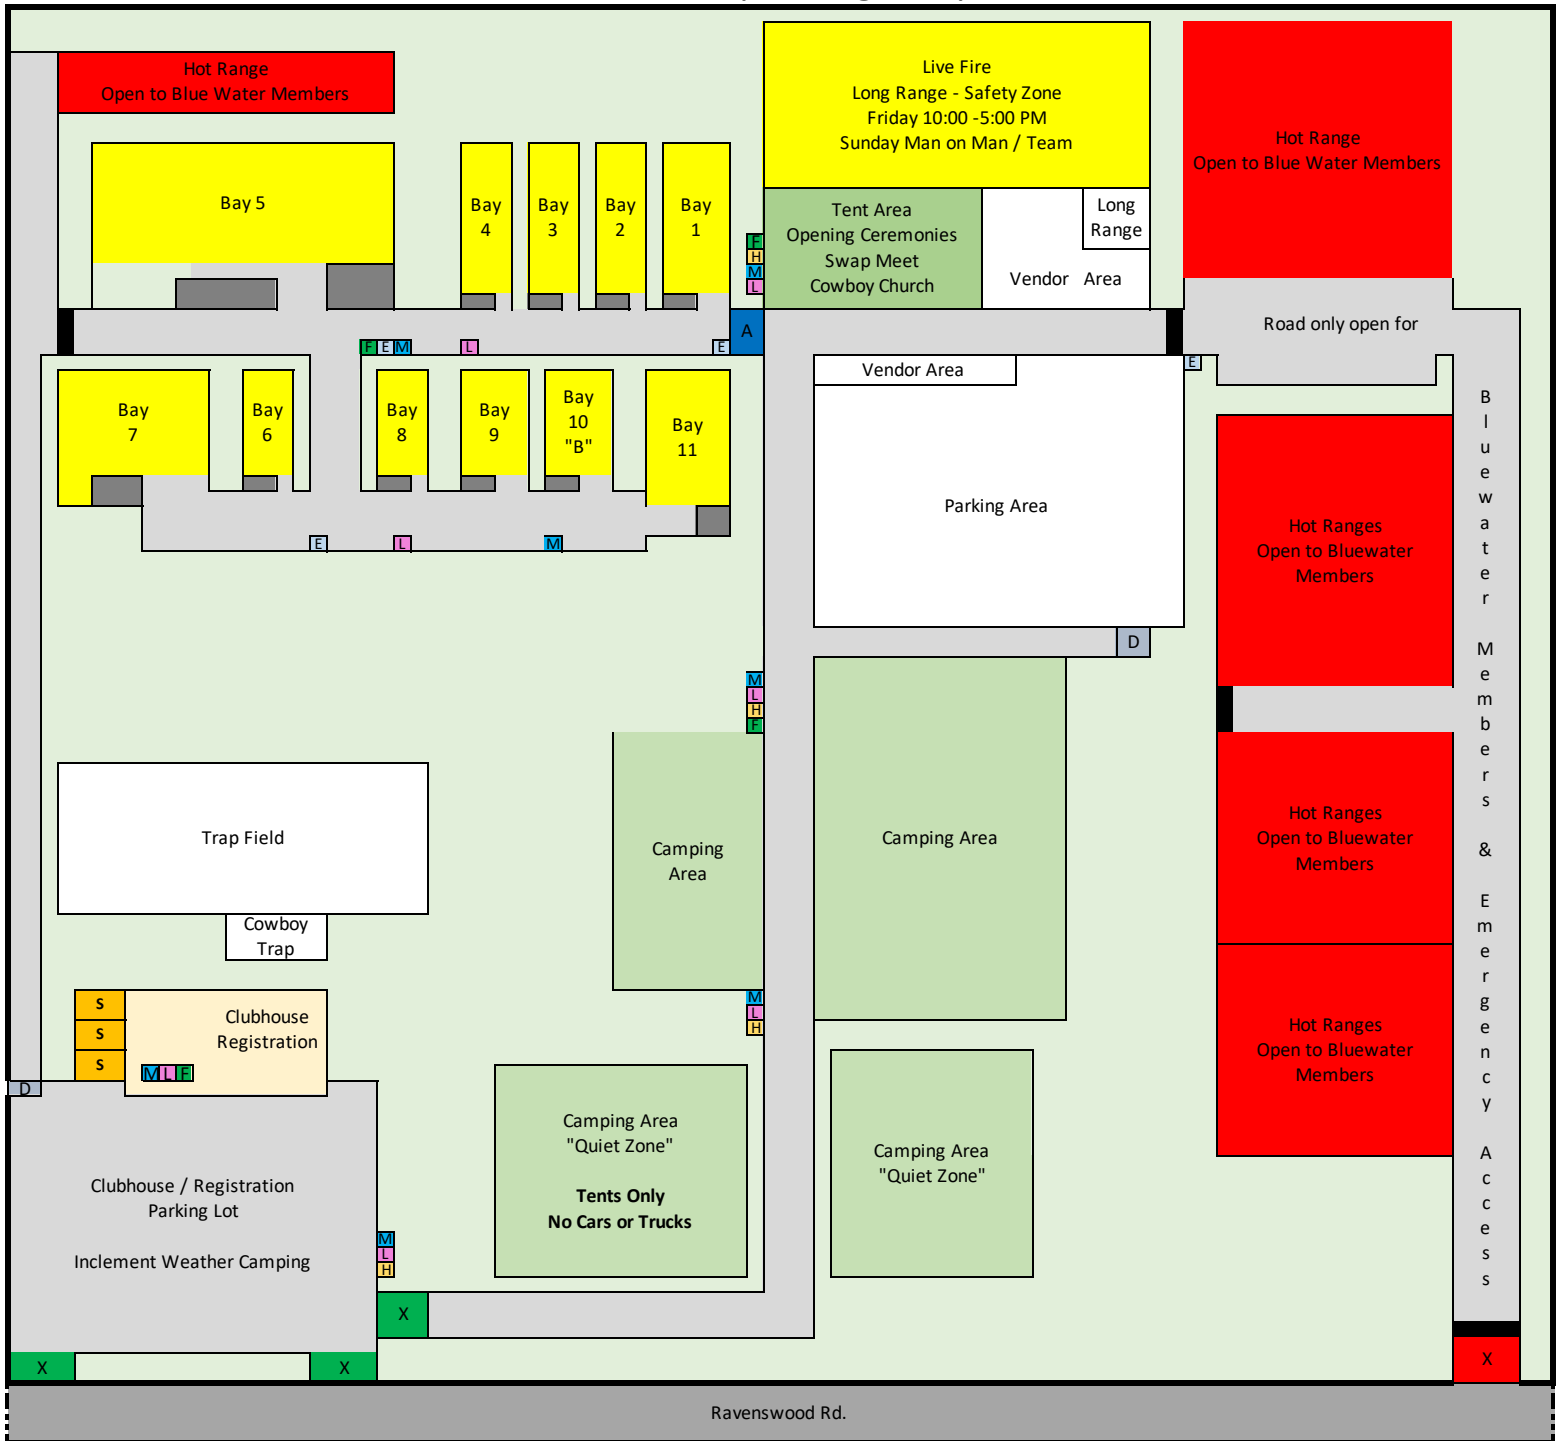 Hot Range
Open to Blue Water Members
Live Fire
Long Range - Safety Zone
Friday 10:00 -5:00 PM
Sunday Man on Man / Team
Hot Range
Open to Blue Water Members
Bay 5
Bay
4
Bay
3
Bay
2
Bay
1
F
H
M
L
Tent Area
Opening Ceremonies
Swap Meet
Cowboy Church
Long
Range
Vendor Area
A
Road only open for
F E M
L
E
Vendor Area
E
Bay
7
Bay
6
Bay
8
Bay
9
Bay
10
"B"
Bay
11
Parking Area
E
L
M
Hot Ranges
Open to Bluewater
Members
Bluewater Members & Emergency Access
D
M
L
H
F
Trap Field
Cowboy
Trap
Camping
Area
Camping Area
Hot Ranges
Open to Bluewater
Members
S
S
S
Clubhouse
Registration
M L F
M
L
H
Hot Ranges
Open to Bluewater
Members
D
Clubhouse / Registration
Parking Lot
Inclement Weather Camping
Camping Area
"Quiet Zone"
Tents Only
No Cars or Trucks
Camping Area
"Quiet Zone"
M
L
H
X
X
X
X
Ravenswood Rd.